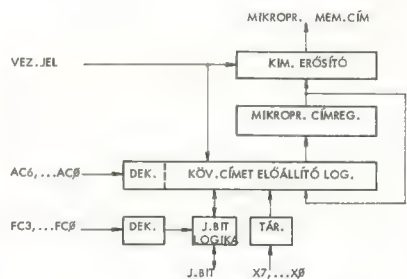 MIKROPR. MEM.CÍM
VEZ.JEL
KIM. ERŐSÍTÓ
MIKROPR. CÍMREG.
AC6,...ACØ
DEK.
KÖV.CÍMET ELŐÁLLÍTÓ LOG.
FC3,...FCØ
DEK.
J.BIT
LOGIKA
TÁR.
J.BIT
X7,...XØ